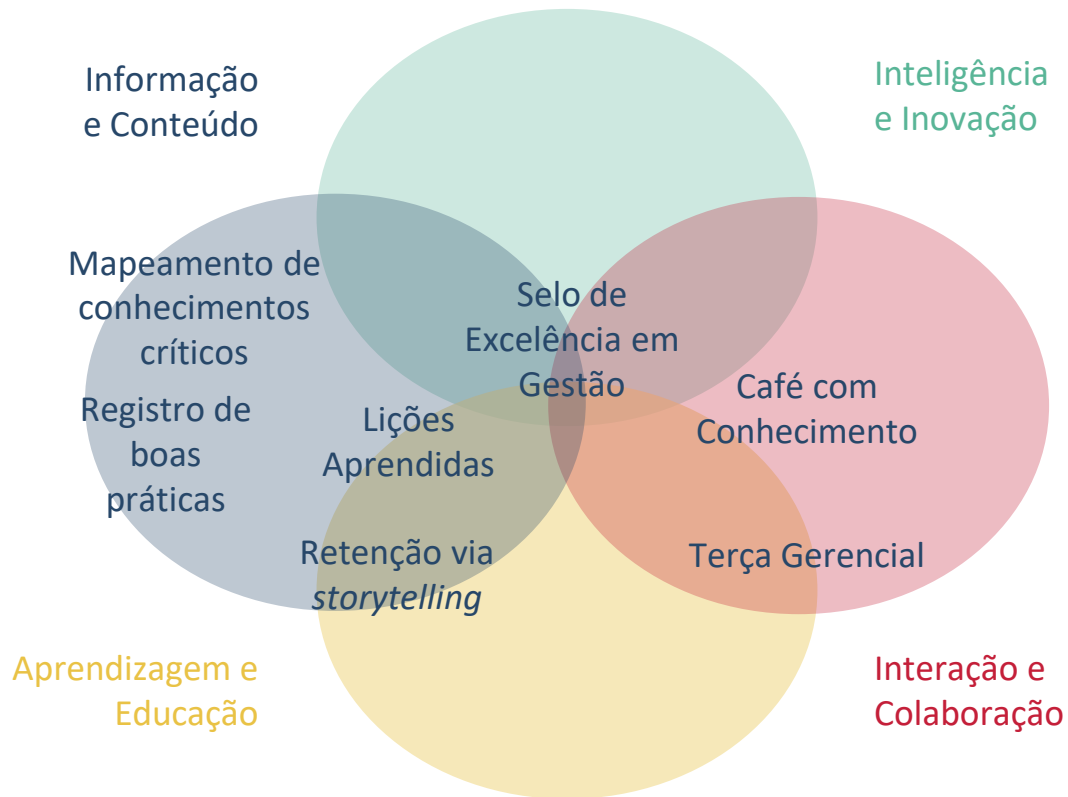 Informação
e Conteúdo
Inteligência
e Inovação
Mapeamento de
conhecimentos
críticos
Registro de
boas
práticas
Selo de
Excelência em
Gestão
Lições
Aprendidas
Café com
Conhecimento
Retenção via
storytelling
Terça Gerencial
Aprendizagem e
Educação
Interação e
Colaboração